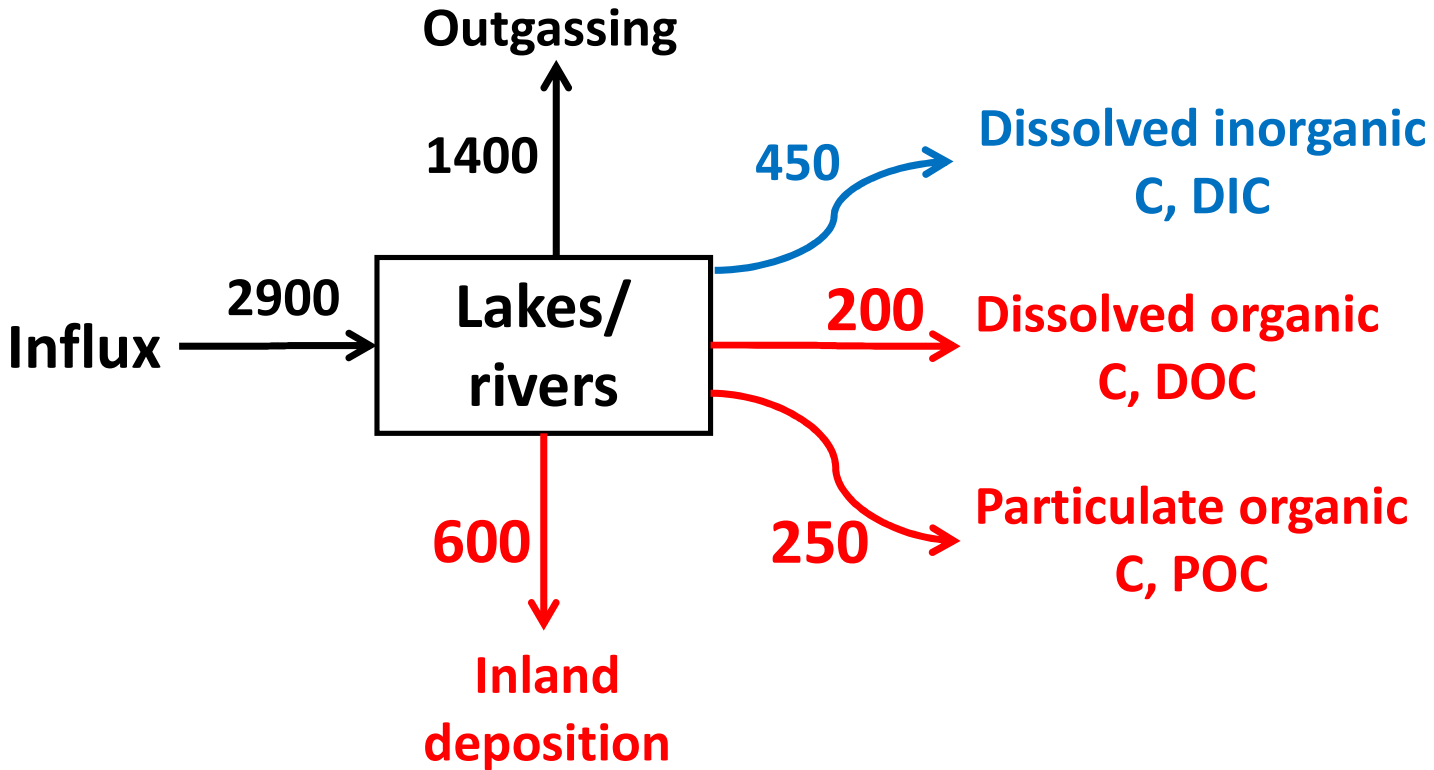 Outgassing
1400
450
Dissolved inorganic
C, DIC
2900
Influx
Lakes/
rivers
200
Dissolved organic
C, DOC
600
250
Particulate organic
C, POC
Inland
deposition